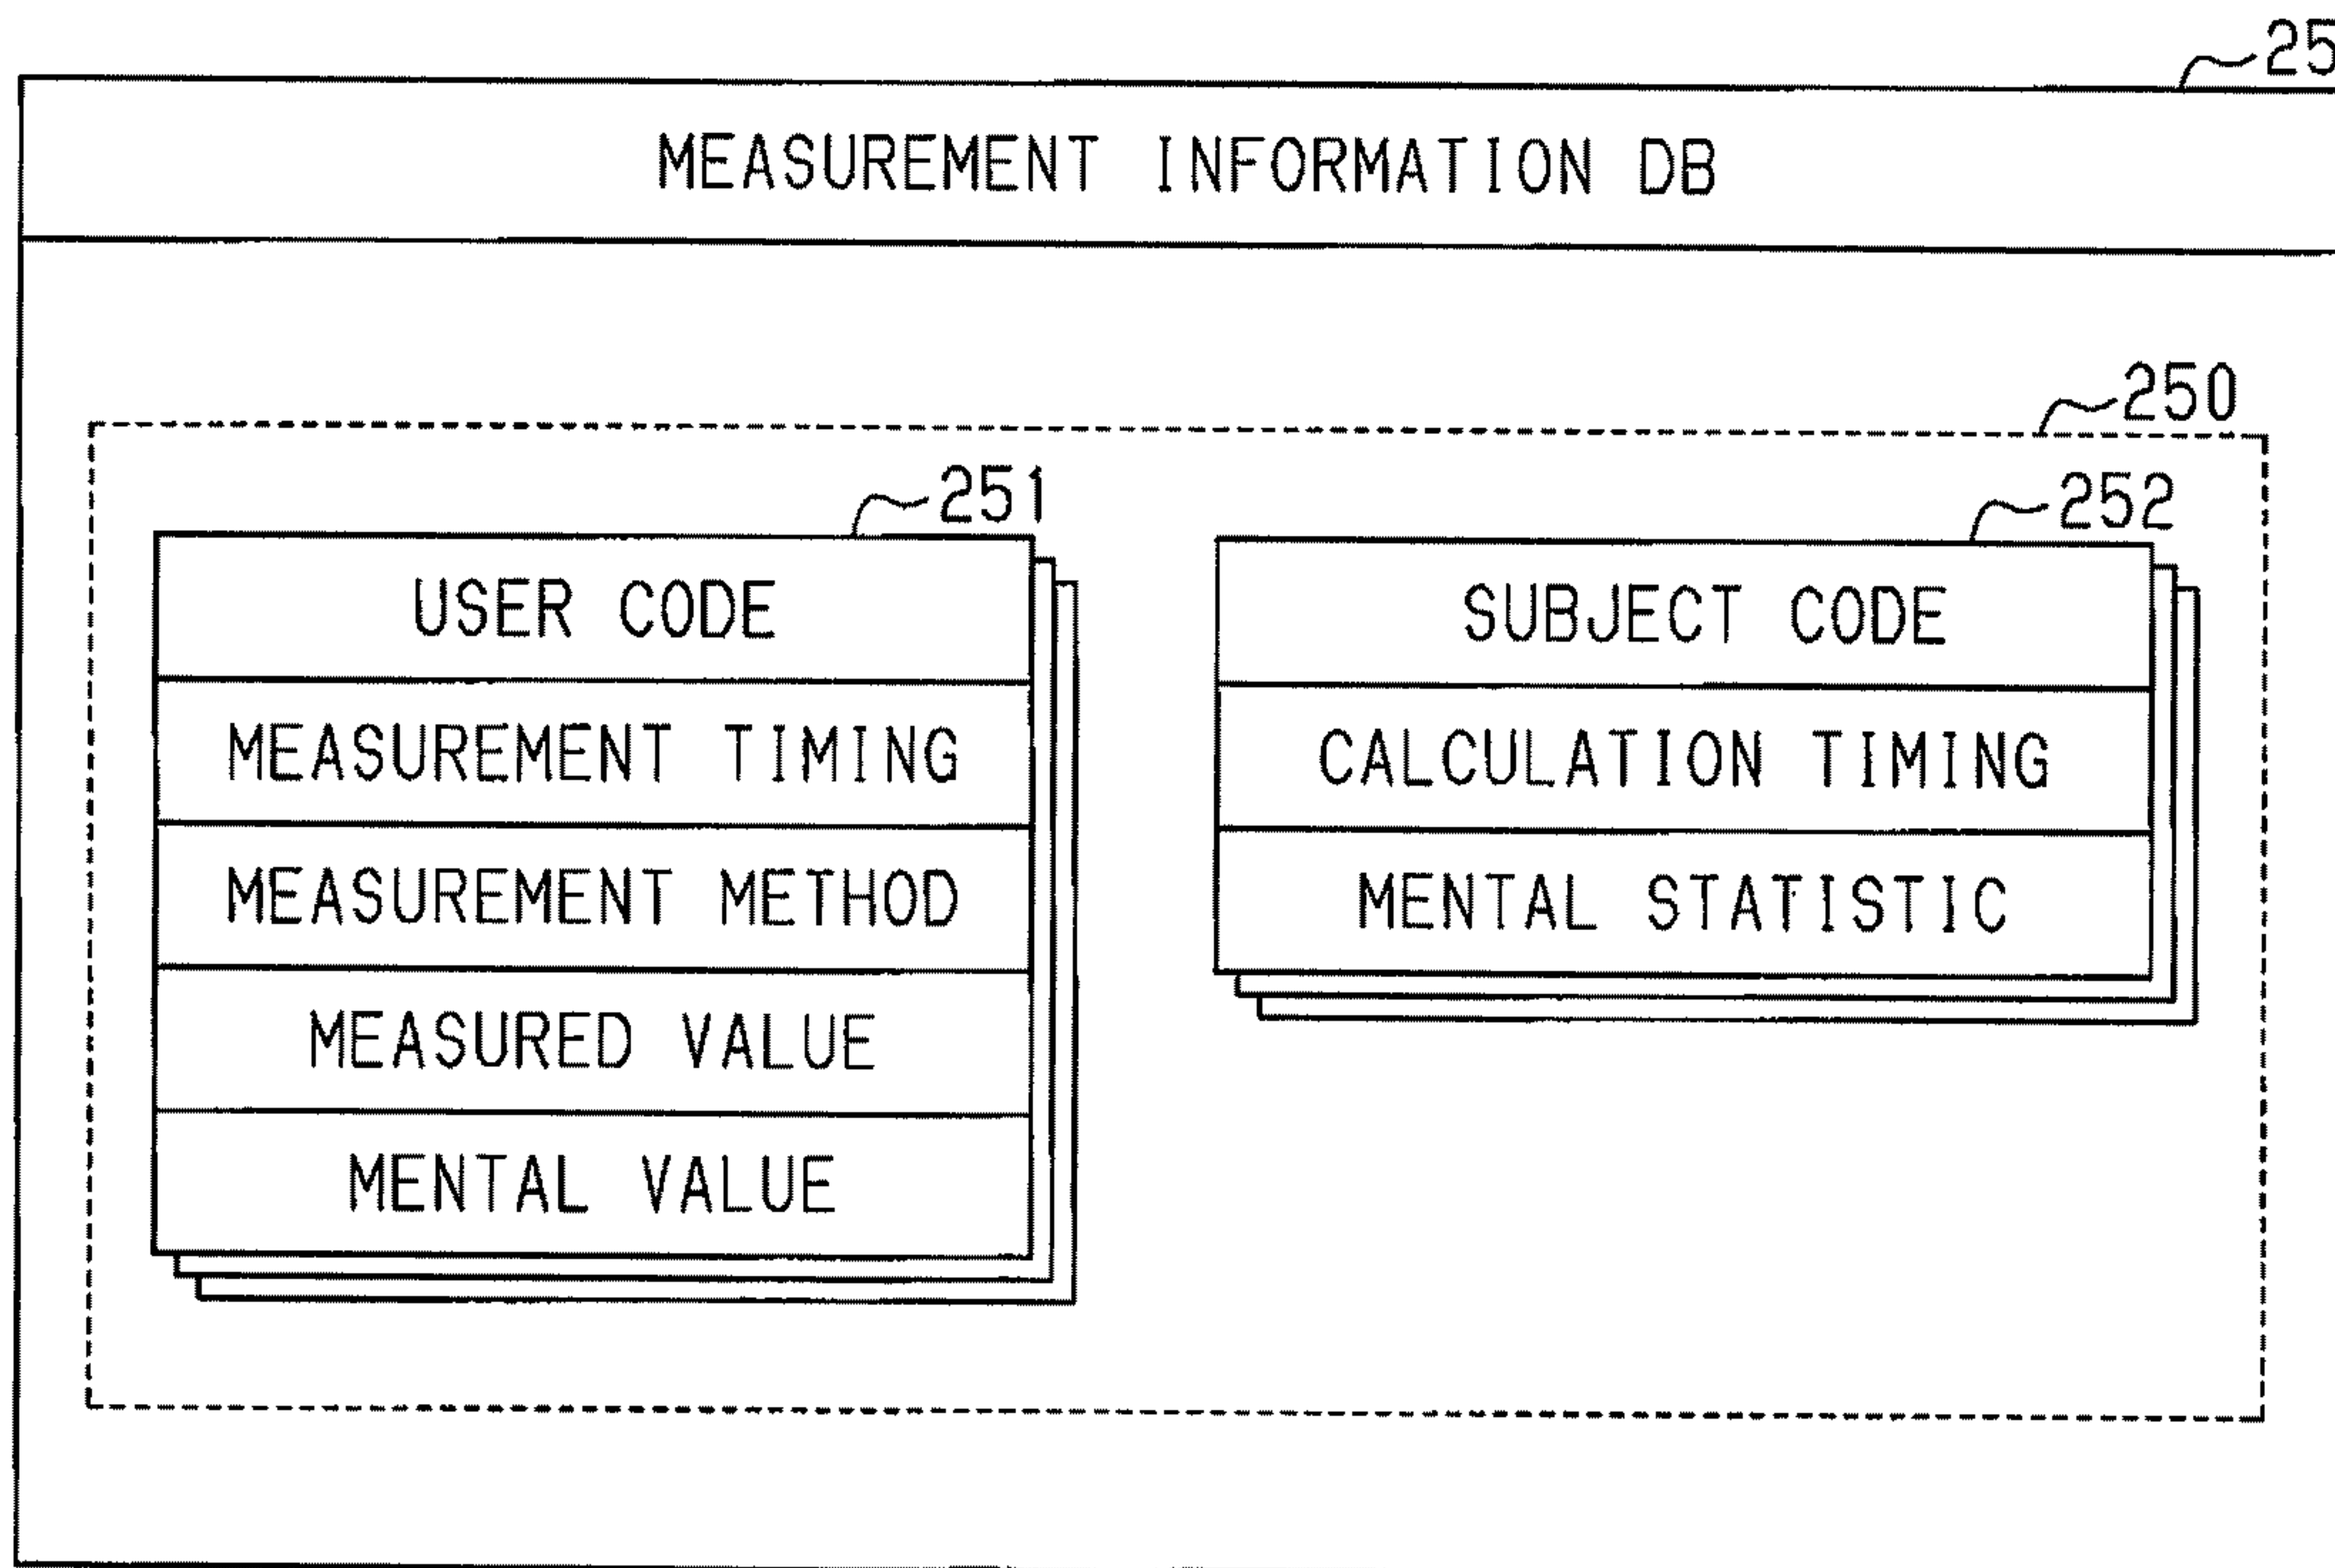 25
MEASUREMENT INFORMATION DB
250
251
252
USER CODE
MEASUREMENT TIMING
MEASUREMENT METHOD
MEASURED VALUE
MENTAL VALUE
SUBJECT CODE
CALCULATION TIMING
MENTAL STATISTIC